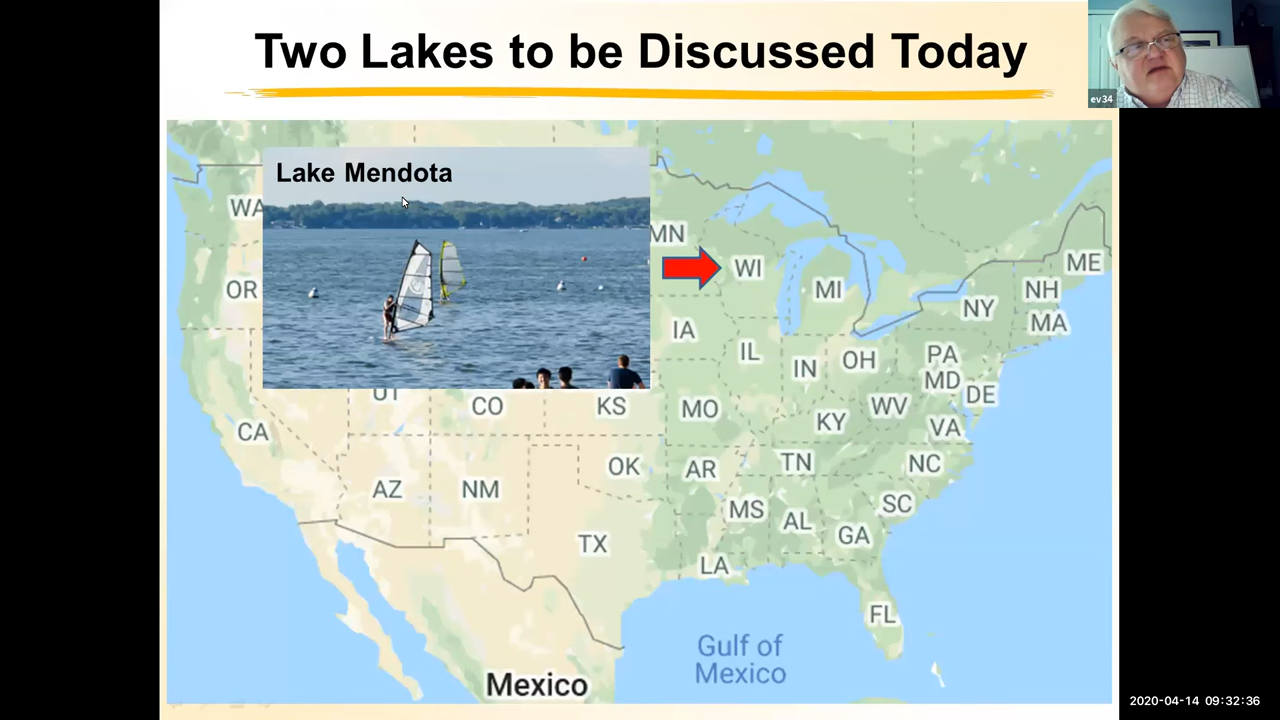 Two Lakes to be Discussed Today
ev34
Lake Mendota
WA
MN
WI
ME
OR
MI
NH
NY
MA
IA
IL
IN
OH
PA
MD
DE
UT
CO
KS
MO
KY
WV
VA
CA
OK
AR
TN
NC
AZ
NM
MS
AL
SC
GA
TX
LA
FL
Gulf of
Mexico
Mexico
2020-04-14 09:32:36